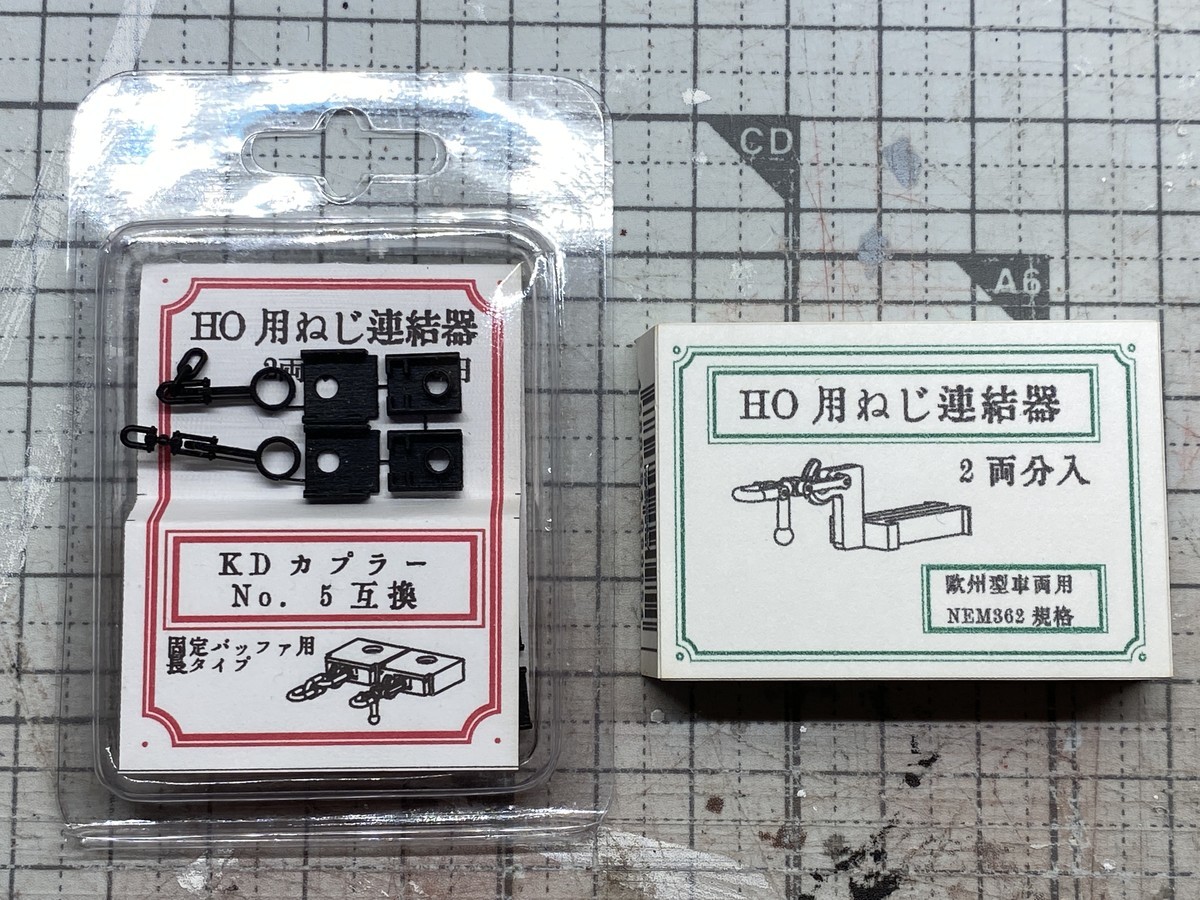 CD
A6
HO 用ねじ連結器
2両
KD カプラー
No. 5 互換
固定バッファ用
長タイプ
HO 用ねじ連結器
2 両分入
欧州型車両用
NEM362 規格